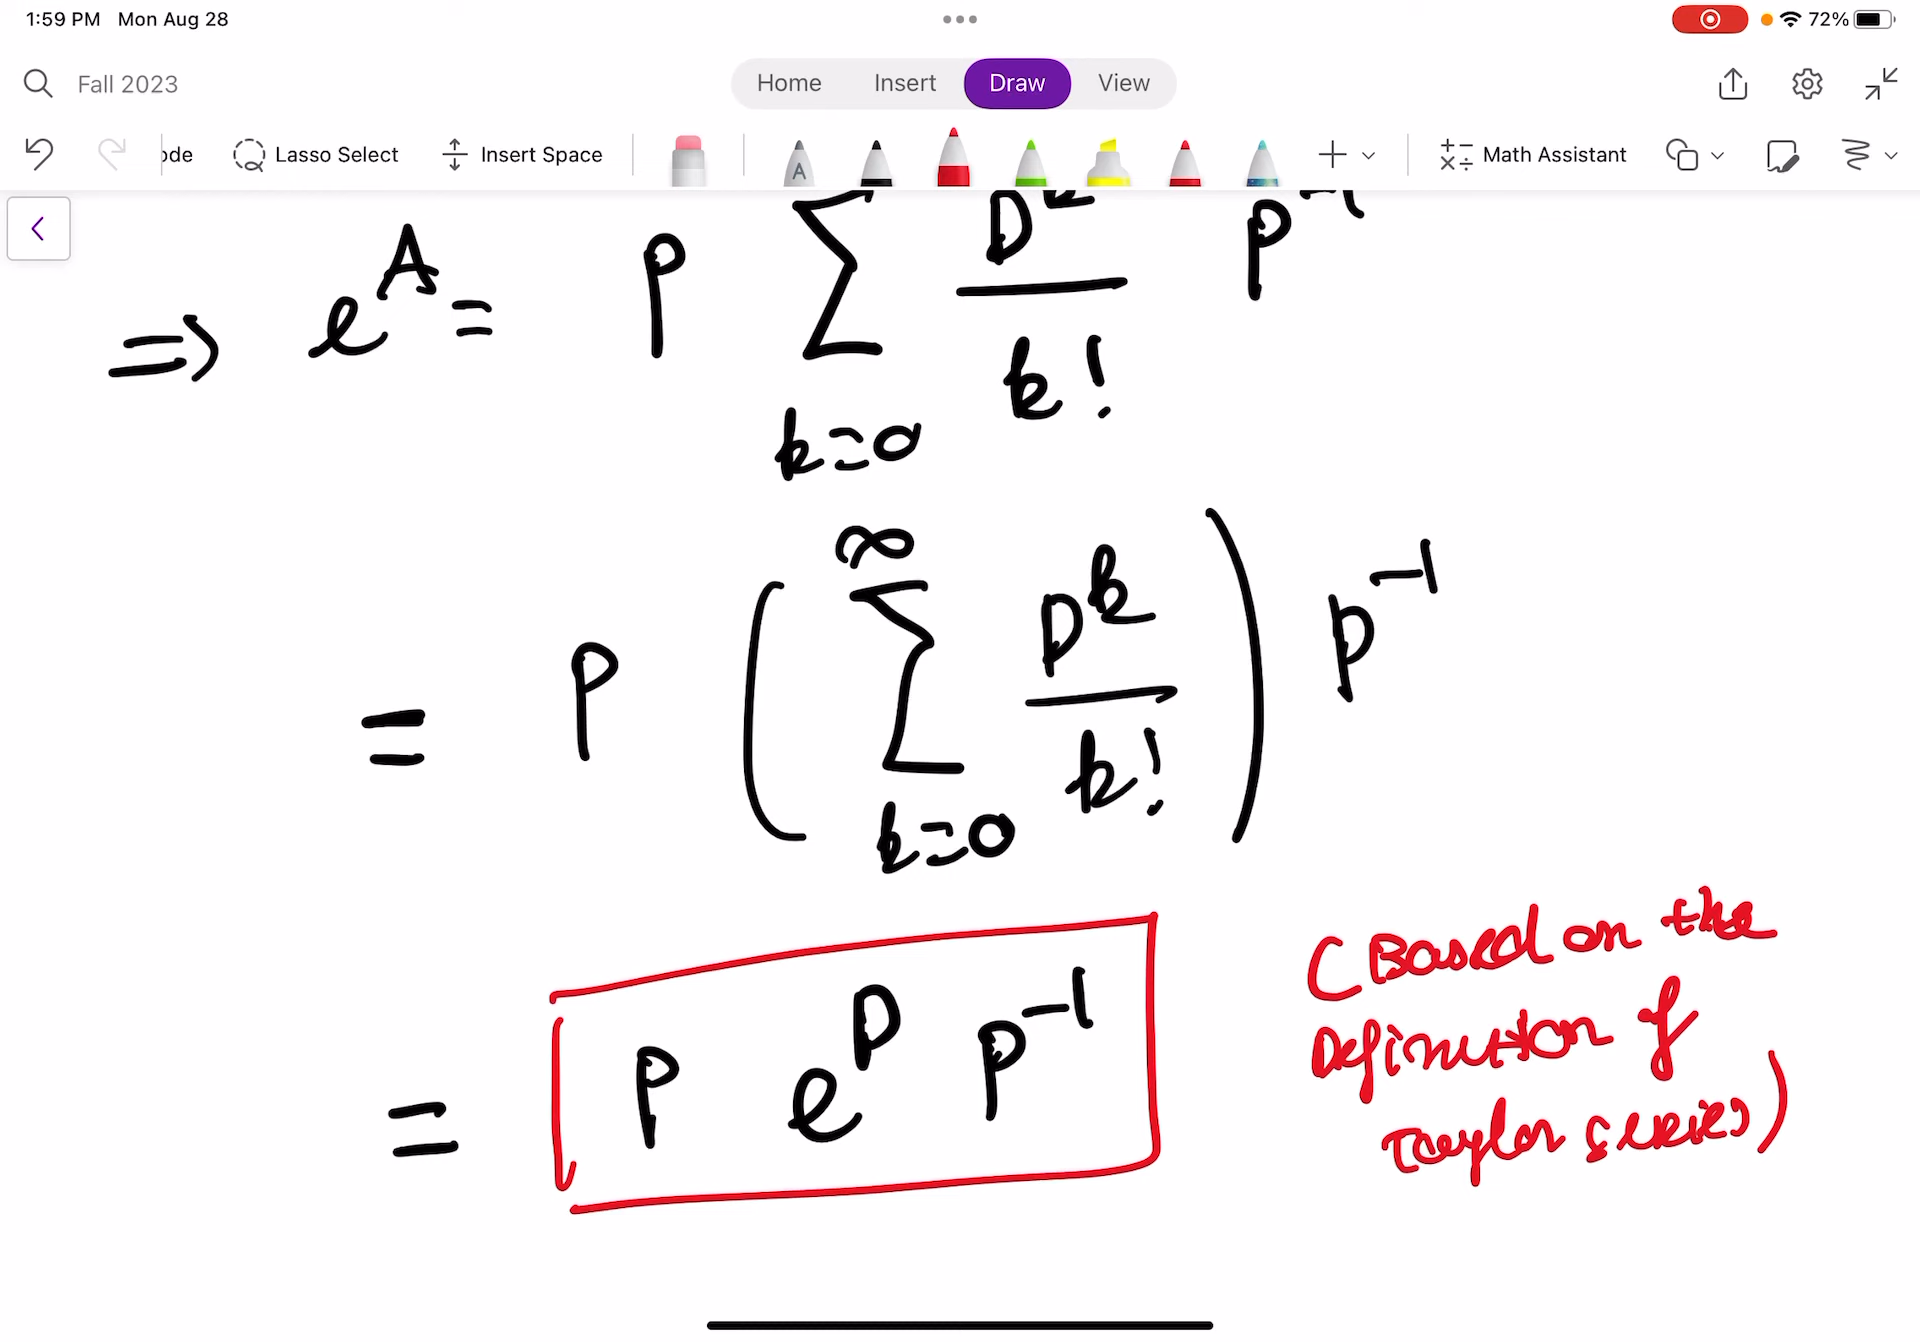 1:59 PM Mon Aug 28
72%
Fall 2023
Home Insert Draw View
ode Lasso Select Insert Space A Math Assistant
⇒ e^A = P ∑ D^k / k! P^-1
k=0
= P ( ∞ ∑ k=0 D^k / k! ) P^-1
= P e^D P^-1
(Based on the
Definition of
Taylor series)